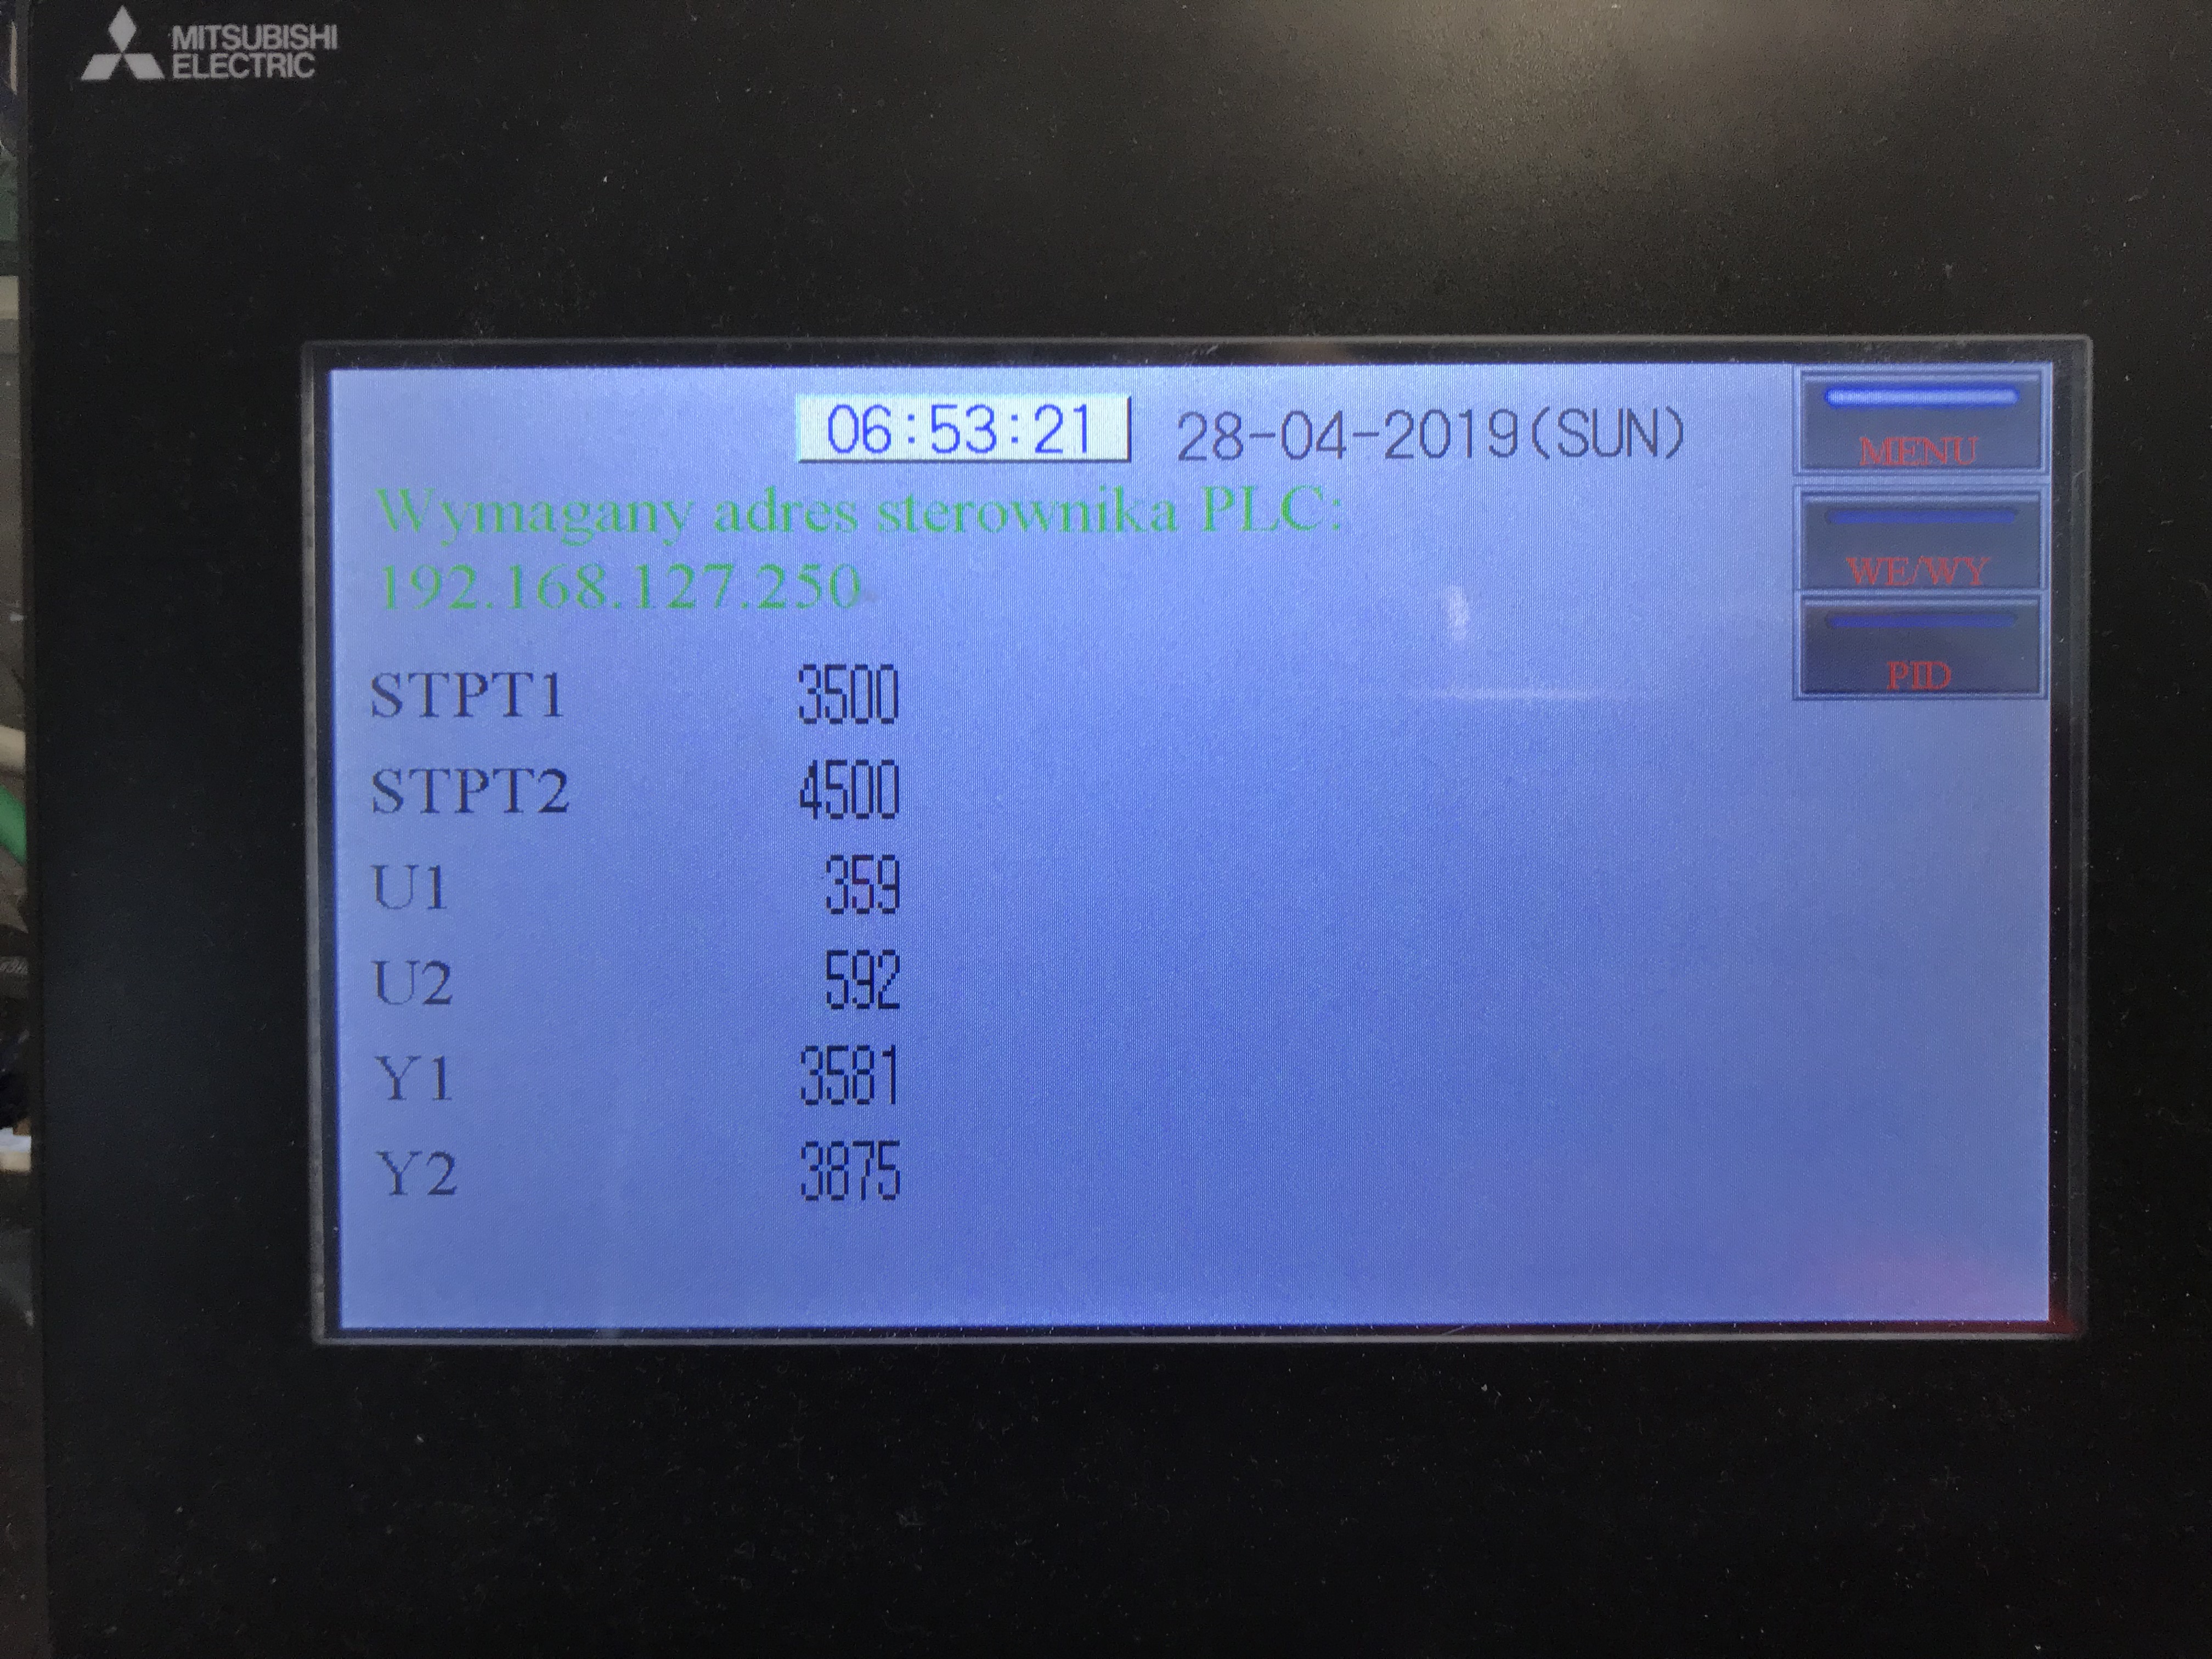 MITSUBISHI
ELECTRIC
06:53:21 28-04-2019(SUN)
MENU
Wymagany adres sterownika PLC:
192.168.127.250
WE/WY
PID
STPT1 3500
STPT2 4500
U1 359
U2 592
Y1 3581
Y2 3875